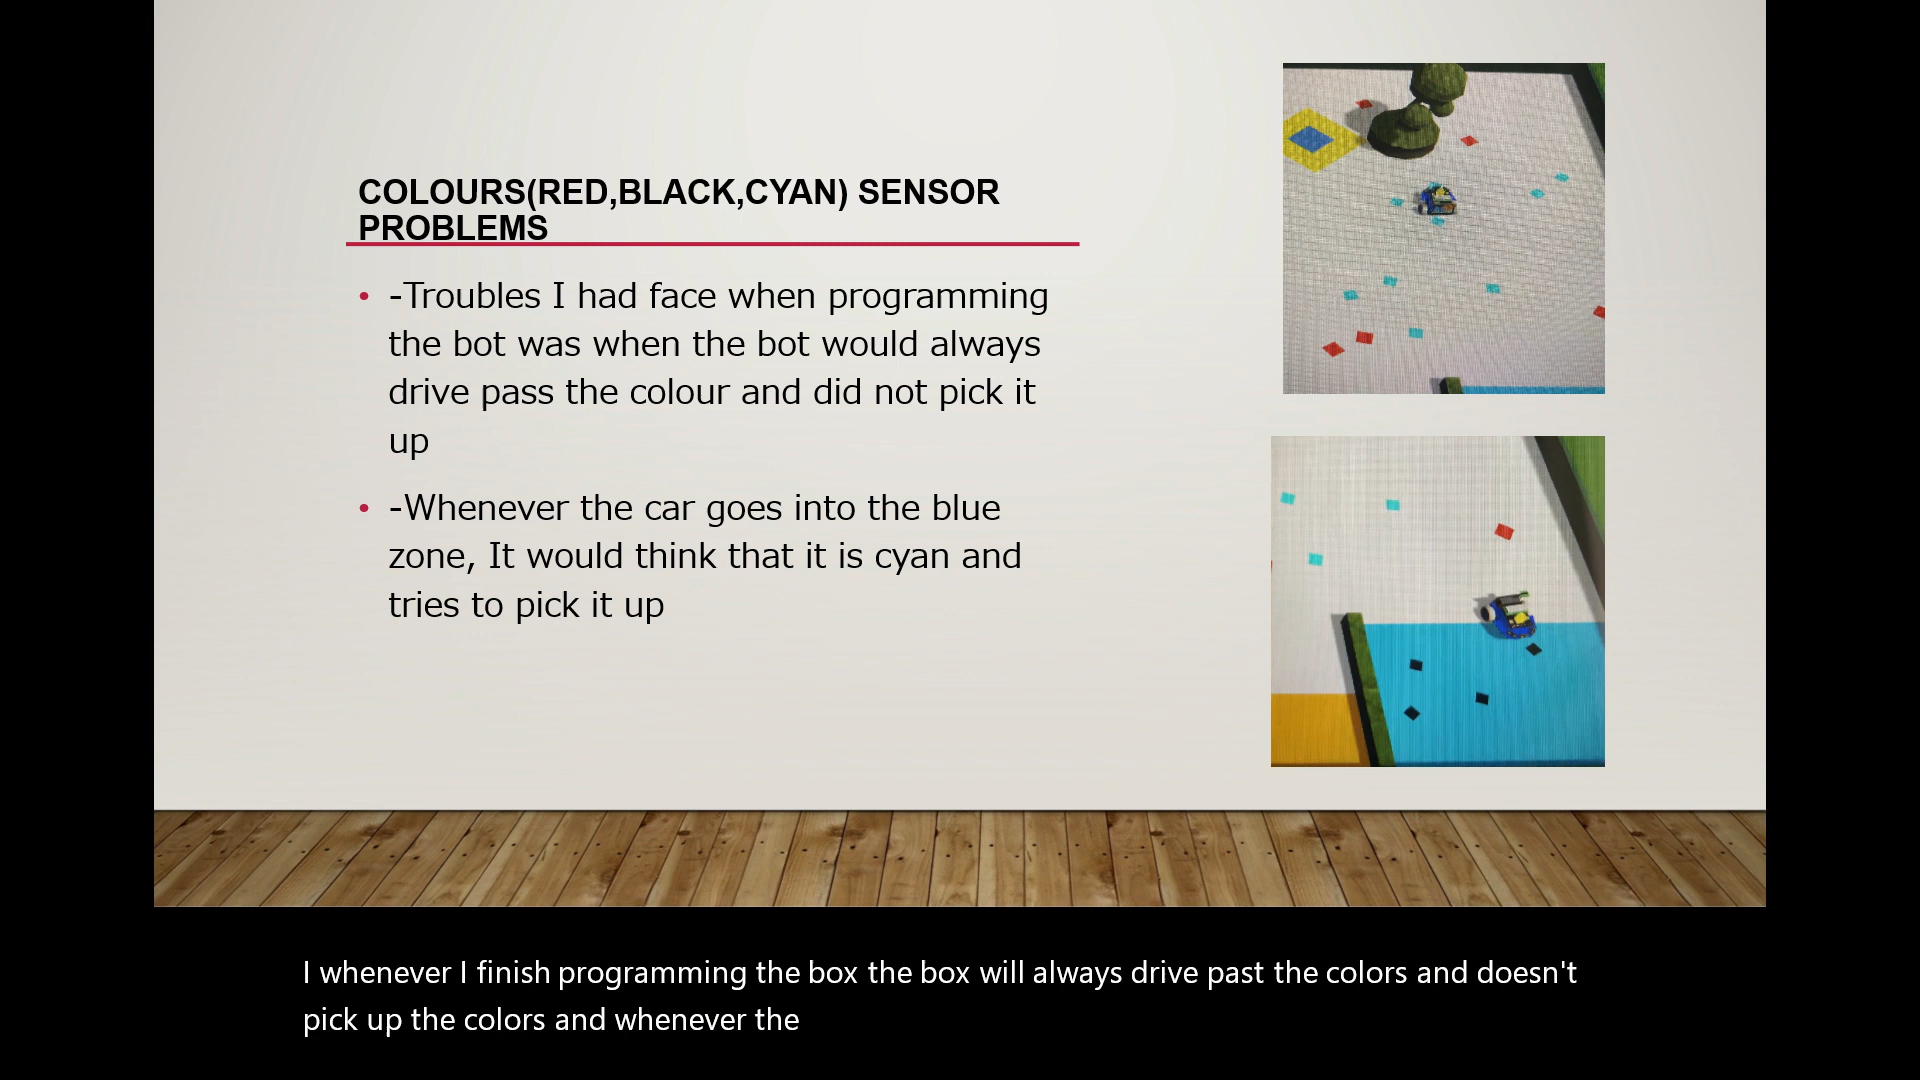 COLOURS(RED,BLACK,CYAN) SENSOR
PROBLEMS
• -Troubles I had face when programming
the bot was when the bot would always
drive pass the colour and did not pick it
up
• -Whenever the car goes into the blue
zone, It would think that it is cyan and
tries to pick it up
I whenever I finish programming the box the box will always drive past the colors and doesn't
pick up the colors and whenever the